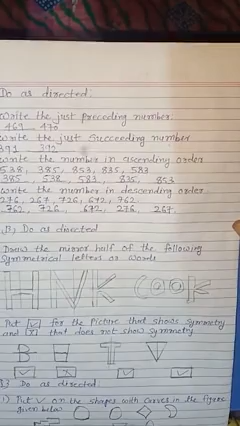 Do as directed.
Write the just preceding number.
469 470
Write the just succeeding number
391 392
Write the number in ascending order
538, 385, 853, 835, 583
385, 538, 583, 835, 853
Write the number in descending order
276, 267, 726, 672, 762.
762, 726, 672, 276, 267.
B) Do as directed
Draw the mirror half of the following
Symmetrical letters or words
H N K COOK
Put ✓ for the picture that shows symmetry
and X that does not show symmetry
B H T
Do as directed.
1) Put ✓ on the shapes with curves in the figure
given below